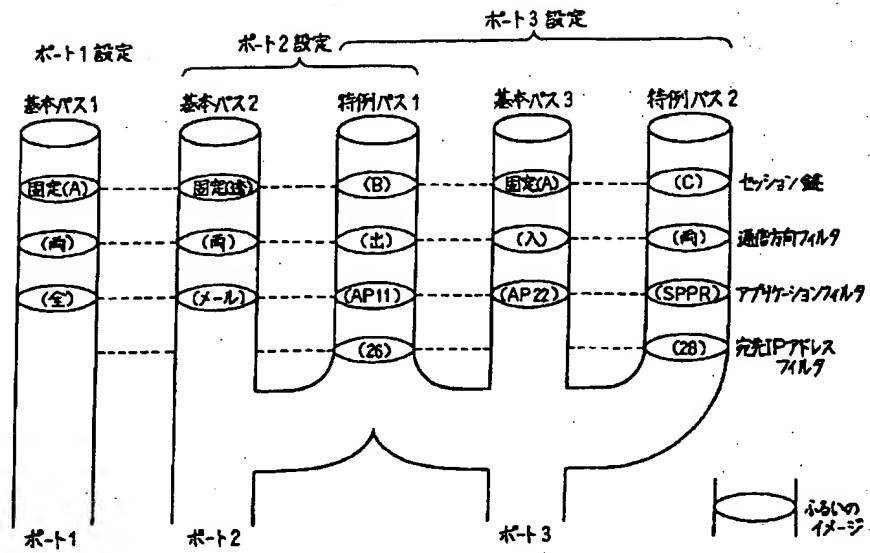 ポート3 設定
ポート2 設定
ポート1 設定
基本パス1
基本パス2
特例パス1
基本パス3
特例パス2
固定(A)
(B)
固定(A)
(C)
セッション鍵
(両)
(両)
(出)
(入)
(両)
通信方向フィルタ
(全)
(メール)
(AP11)
(AP22)
(SPPR)
アプリケーションフィルタ
(26)
(28)
宛先IPアドレス
フィルタ
ふるいの
イメージ
ポート1
ポート2
ポート3